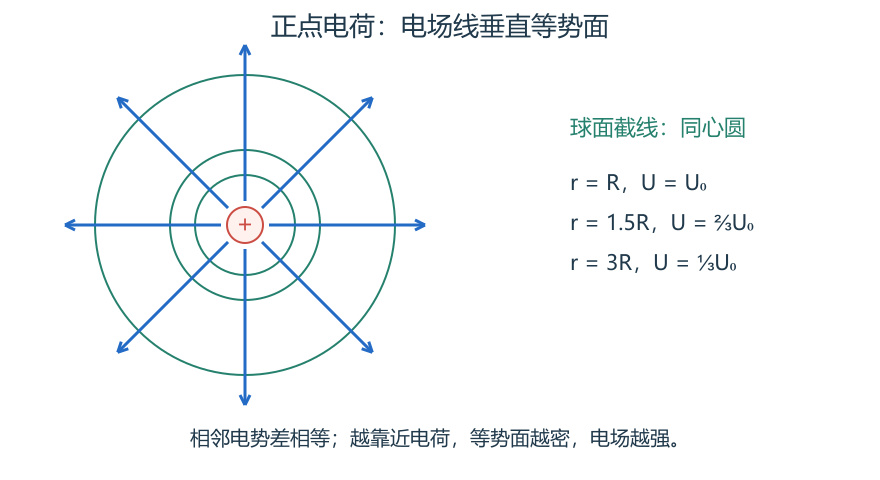 正点电荷：电场线垂直等势面
球面截线：同心圆
r = R，U = U₀
r = 1.5R，U = ⅔U₀
r = 3R，U = ⅓U₀
+
相邻电势差相等；越靠近电荷，等势面越密，电场越强。